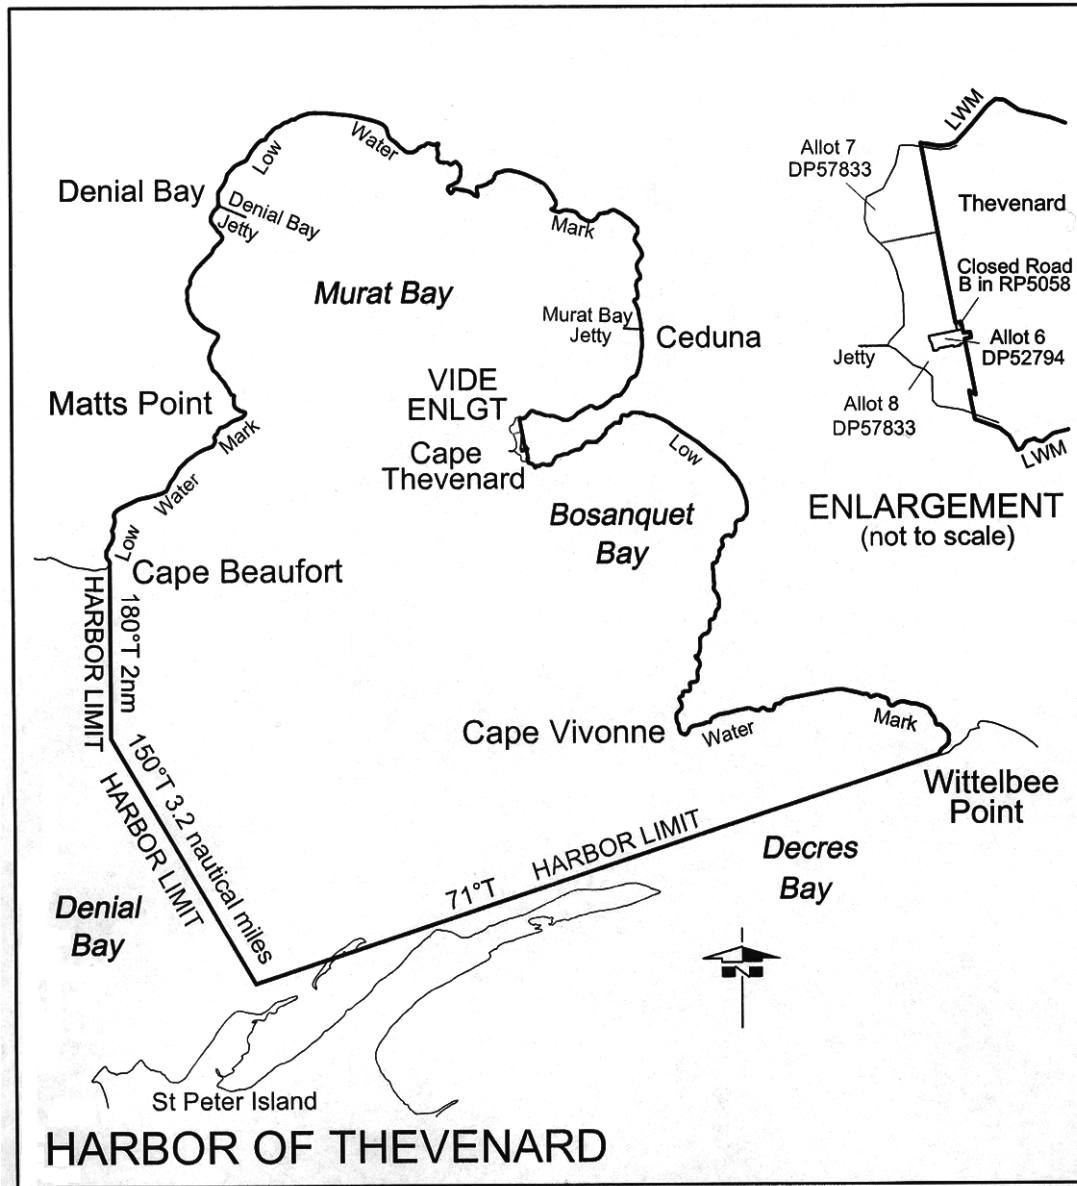 Low
Water
Mark
Denial Bay
Denial Bay
Jetty
Murat Bay
Murat Bay
Jetty
Ceduna
Matts Point
Mark
Water
Low
VIDE
ENLGT
Cape
Thevenard
Low
Bosanquet
Bay
Cape Beaufort
HARBOR LIMIT
180°T 2nm
150°T 3.2 nautical miles
HARBOR LIMIT
Cape Vivonne
Water
Mark
Wittelbee
Point
HARBOR LIMIT
71°T
Decres
Bay
Denial
Bay
N
St Peter Island
HARBOR OF THEVENARD
LWM
Allot 7
DP57833
Thevenard
Closed Road
B in RP5058
Allot 6
DP52794
Jetty
Allot 8
DP57833
LWM
ENLARGEMENT
(not to scale)